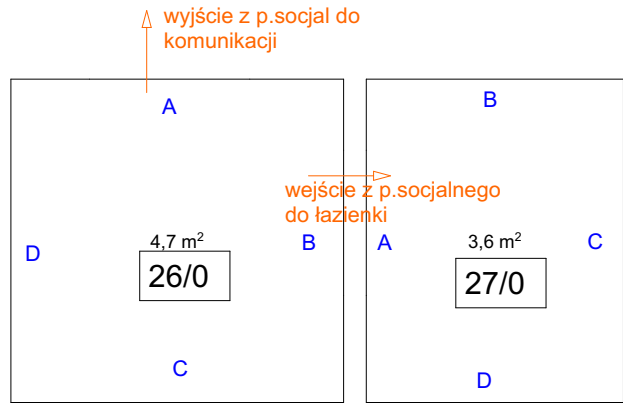 wyjście z p.socjal do
komunikacji
A
B
wejście z p.socjalnego
do łazienki
D
4,7 m²
B
A
3,6 m²
C
26/0
27/0
C
D